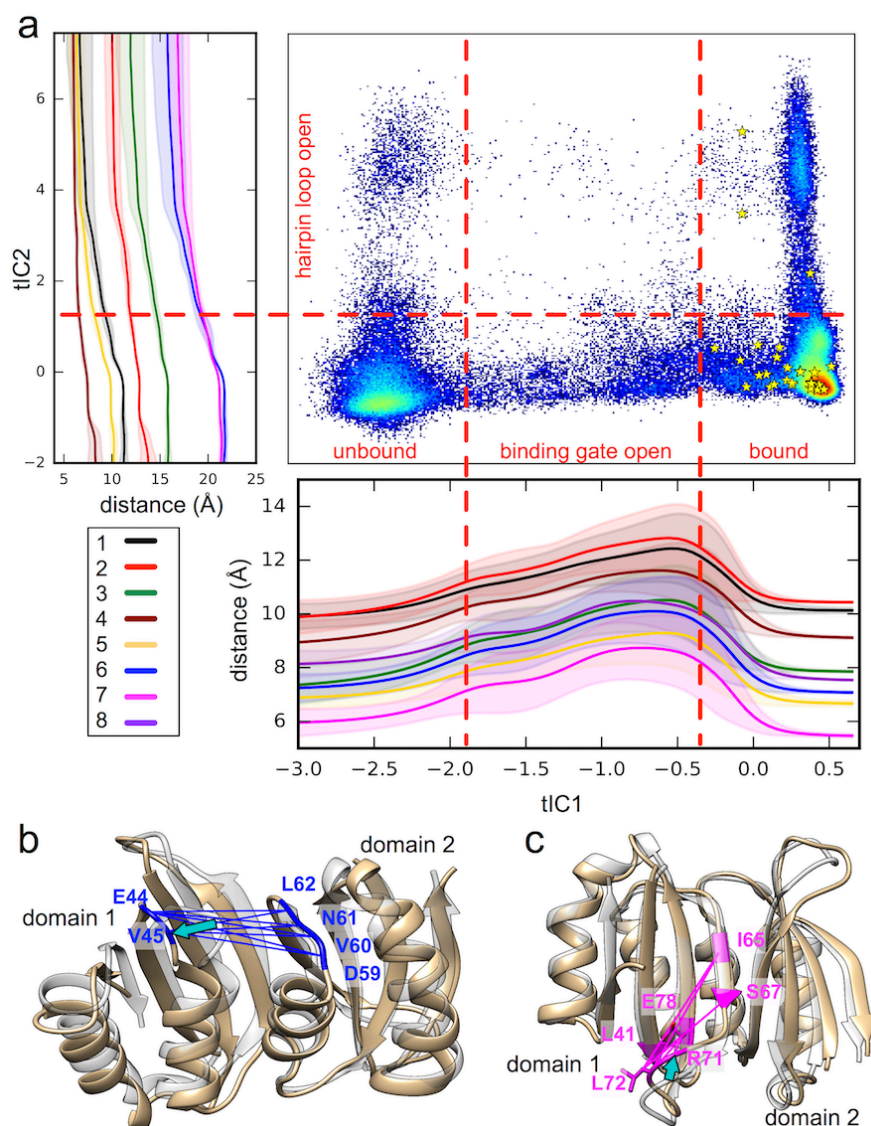 a
tIC2
6
4
2
0
−2
5 10 15 20 25
distance (Å)
hairpin loop open
unbound
binding gate open
bound
1
2
3
4
5
6
7
8
distance (Å)
14
12
10
8
6
−3.0 −2.5 −2.0 −1.5 −1.0 −0.5 0.0 0.5
tIC1
b
domain 2
L62
E44
domain 1
N61
V45
V60
D59
c
I65
E78
S67
L41
domain 1
R71
L72
domain 2